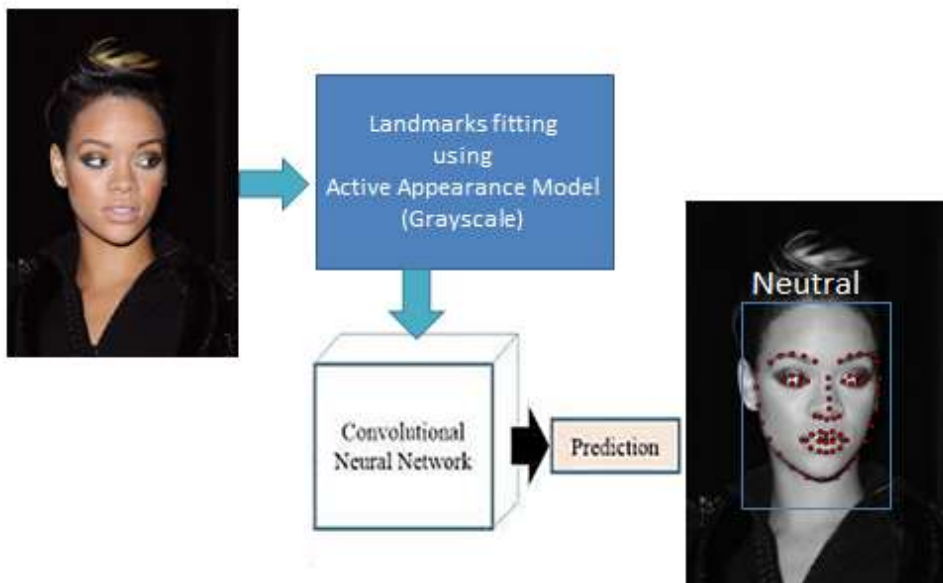 Landmarks fitting
using
Active Appearance Model
(Grayscale)
Neutral
Convolutional
Neural Network
Prediction